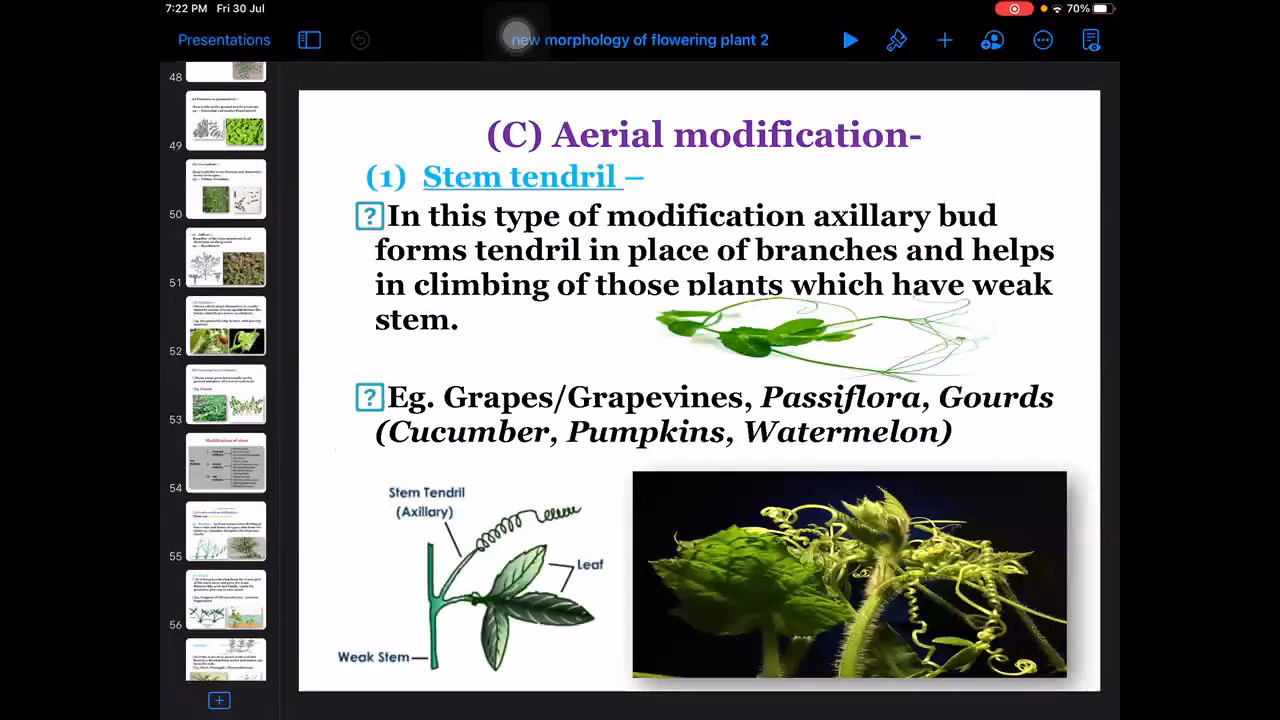 7:22 PM Fri 30 Jul
70%
Presentations
new morphology of flowering plant 2
48
49
50
51
52
53
54
Modification of stem
55
56
(C) Aerial modification-
(1) Stem tendril –
?In this type of modification axillary bud
forms tendril in place of branches and helps
in climbing of those plants which have weak
stem.
?Eg. Grapes/Grapevines, Passiflora, Gourds
(Cucumber, Pumpkins, Watermelon)
Stem Tendril
(Axillary)
Leaf
Weak Stem